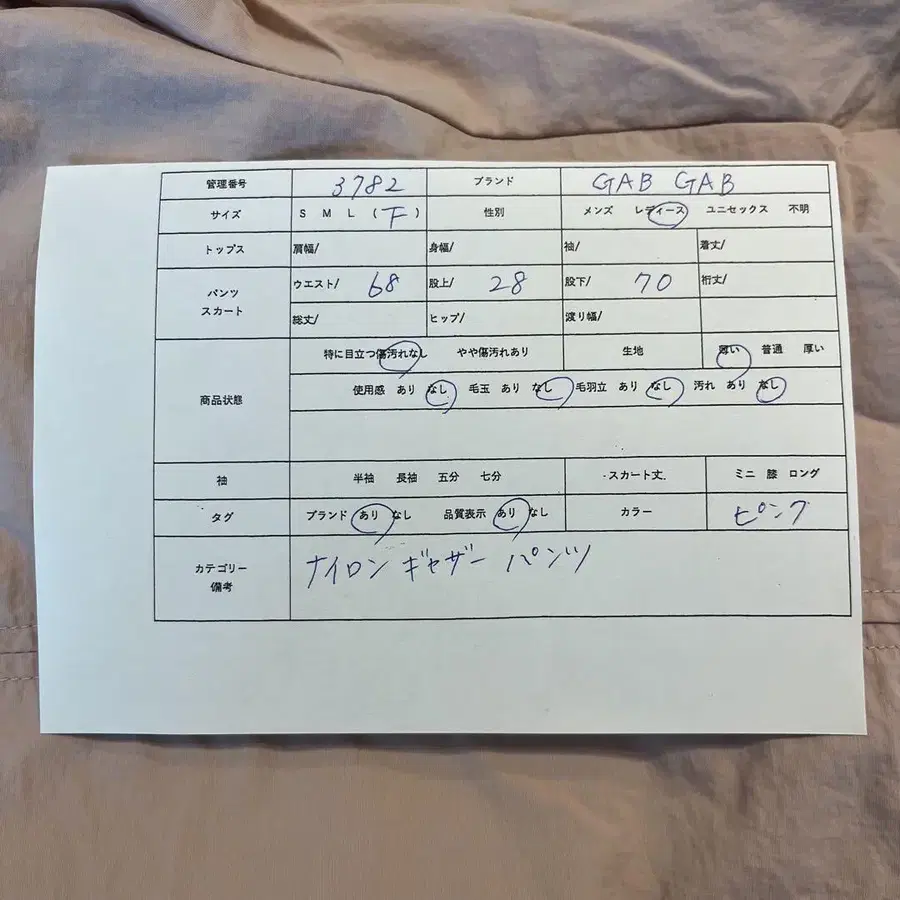 管理番号 3782 ブランド GAB GAB
サイズ S M L ( F ) 性別 メンズ レディース ユニセックス 不明
トップス 肩幅/ 身幅/ 袖/ 着丈/
パンツ スカート ウエスト/ 68 股上/ 28 股下/ 70 裄丈/
総丈/ ヒップ/ 渡り幅/
特に目立つ傷汚れなし やや傷汚れあり 生地 薄い 普通 厚い
商品状態 使用感 あり なし 毛玉 あり なし 毛羽立 あり なし 汚れ あり なし
袖 半袖 長袖 五分 七分 スカート丈 ミニ 膝 ロング
タグ ブランド あり なし 品質表示 あり なし カラー ピンク
カテゴリー 備考 ナイロン ギャザー パンツ